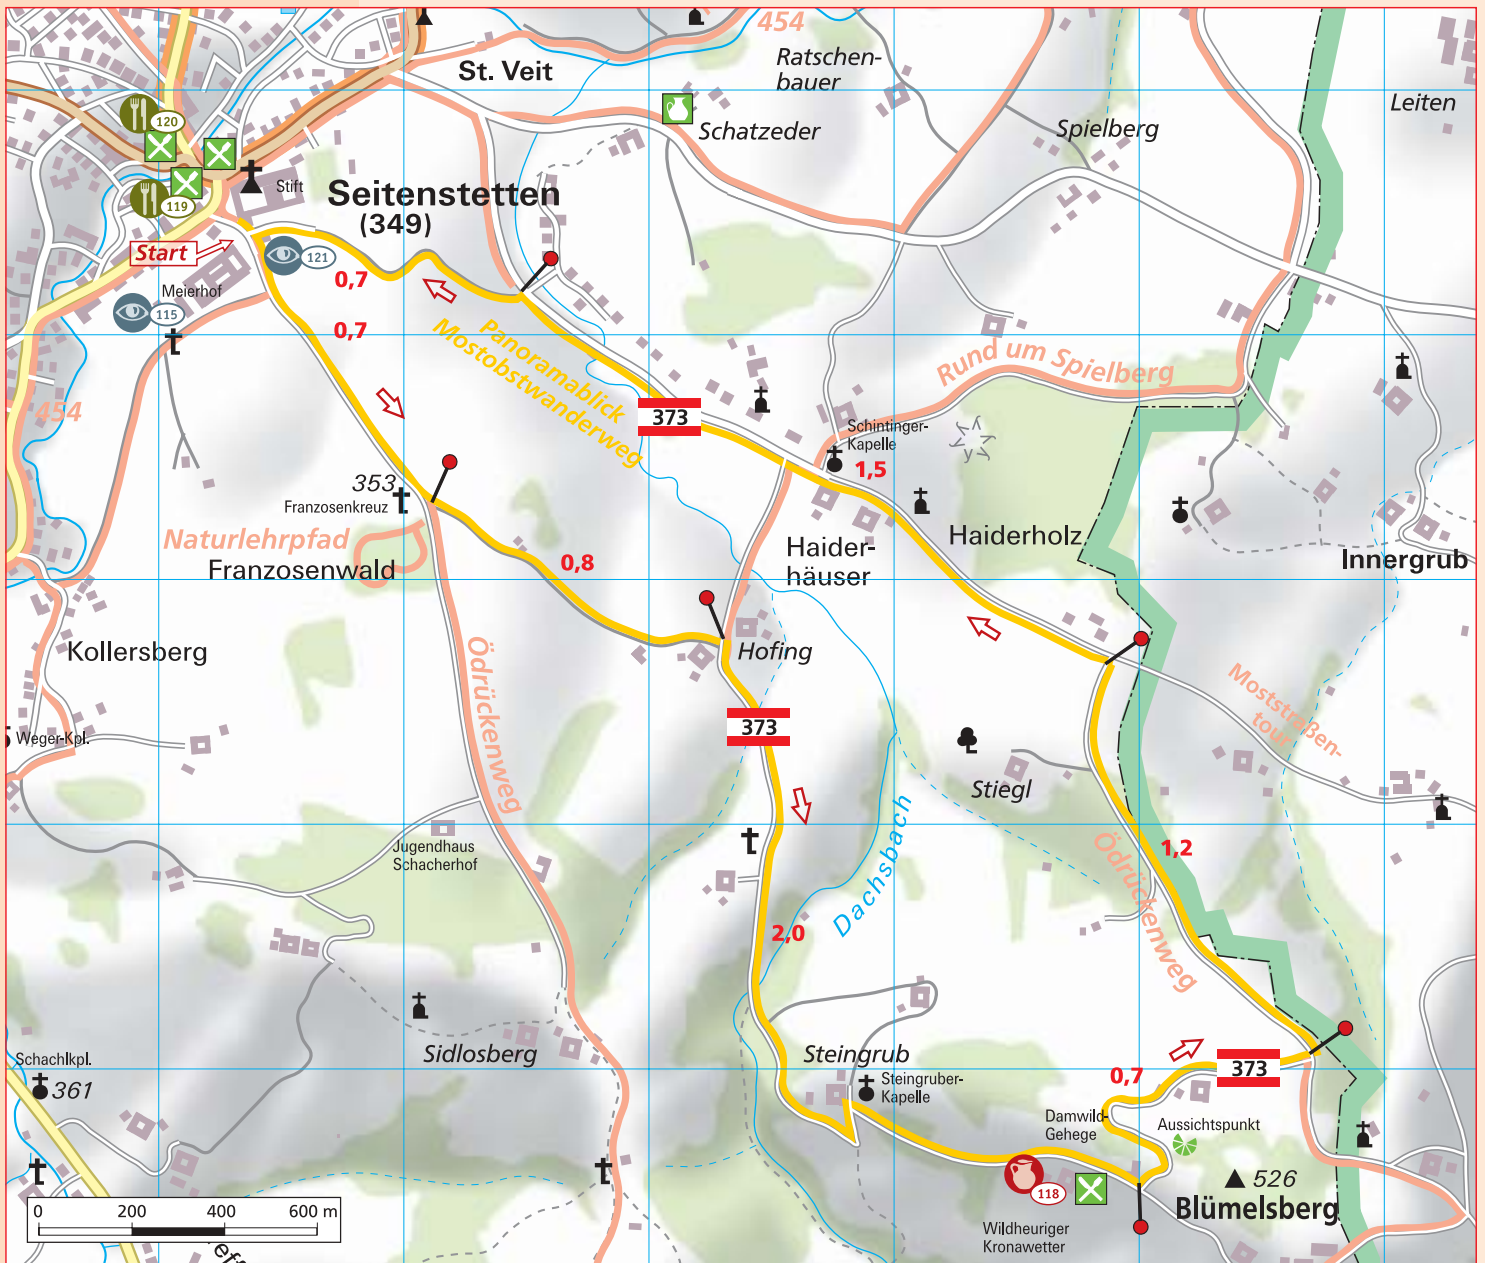 454
Ratschen-
bauer
St. Veit
Leiten
120
Schatzeder
Spielberg
Stift
Seitenstetten
(349)
119
Start
121
0,7
Meierhof
115
0,7
Panoramablick
Mostobstwanderweg
Rund um Spielberg
454
373
Schintinger-
Kapelle
1,5
353
Franzosenkreuz
Naturlehrpfad
Franzosenwald
0,8
Haider-
häuser
Haiderholz
Innergrub
Kollersberg
Hofing
Ödrückenweg
Moststraßen-
tour
373
Weger-Kpl.
Stiegl
Jugendhaus
Schacherhof
Dachsbach
1,2
Ödrückenweg
2,0
Sidlosberg
Steingrub
Schachlkpl.
361
Steingruber-
Kapelle
0,7
373
Damwild-
Gehege
Aussichtspunkt
118
526
Blümelsberg
Wildheuriger
Kronawetter
0 200 400 600 m